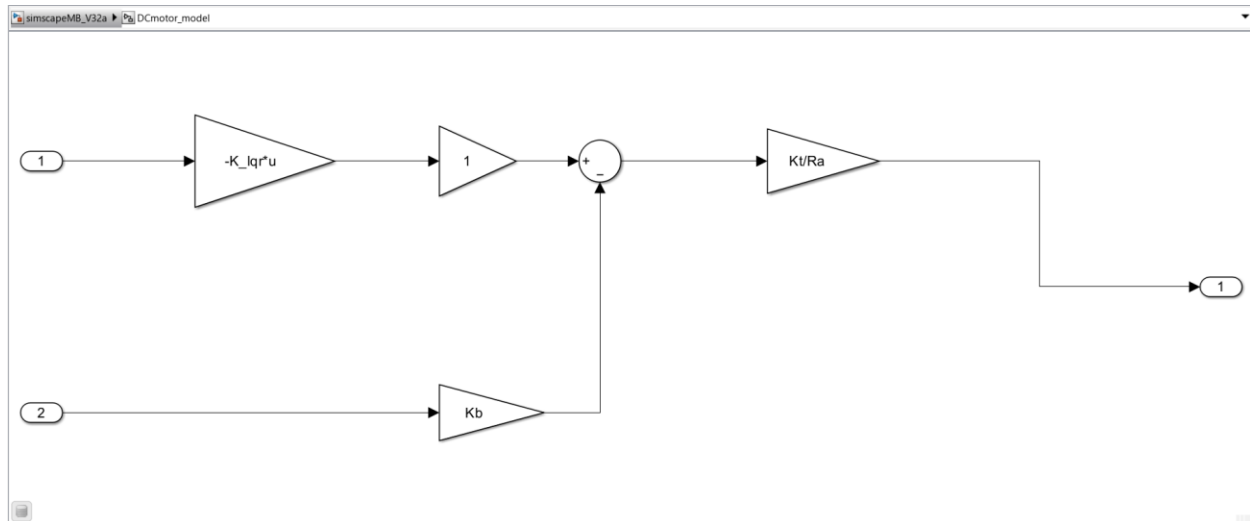 simscapeMB_V32a DCmotor_model
1 -K_lqr*u 1 + - Kt/Ra
1
2 Kb